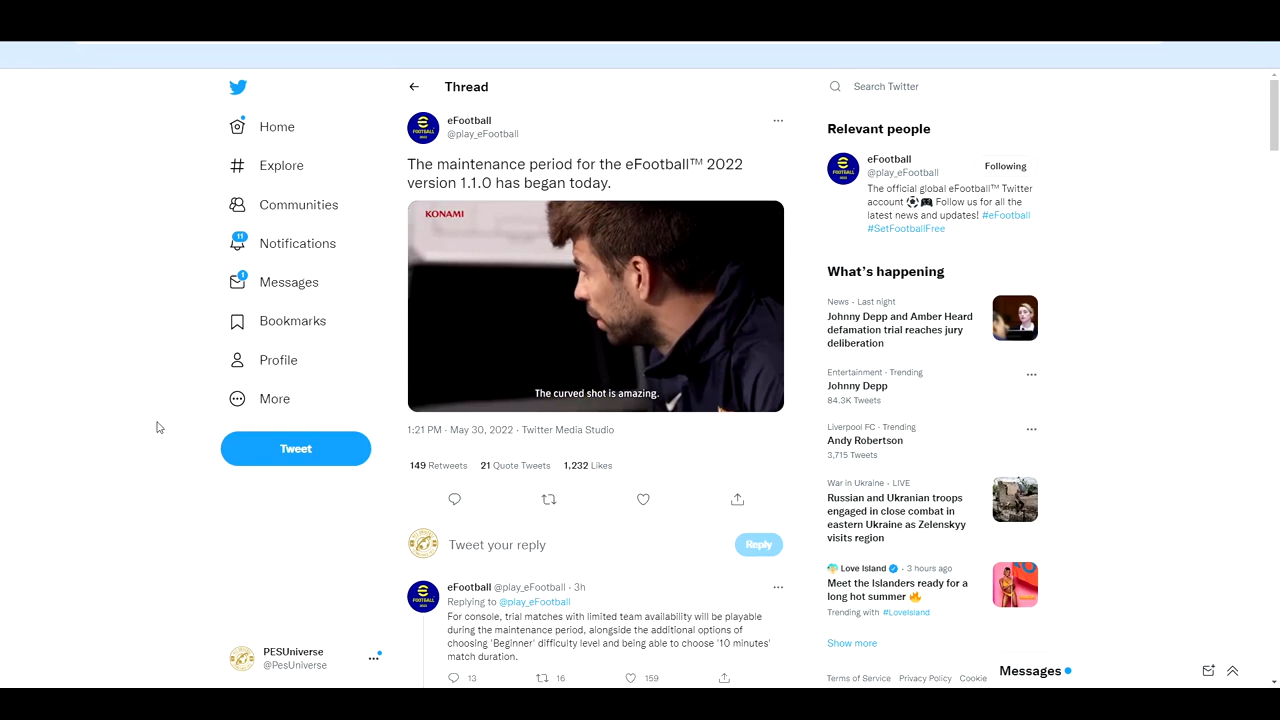 Home
Explore
Communities
11
Notifications
1
Messages
Bookmarks
Profile
More
Tweet
PESUniverse
@PesUniverse
Thread
eFootball
@play_eFootball
The maintenance period for the eFootball™ 2022
version 1.1.0 has began today.
KONAMI
The curved shot is amazing.
1:21 PM · May 30, 2022 · Twitter Media Studio
149 Retweets 21 Quote Tweets 1,232 Likes
Tweet your reply
Reply
eFootball @play_eFootball · 3h
Replying to @play_eFootball
For console, trial matches with limited team availability will be playable
during the maintenance period, alongside the additional options of
choosing 'Beginner' difficulty level and being able to choose '10 minutes'
match duration.
13 16 159
Search Twitter
Relevant people
eFootball
@play_eFootball
Following
The official global eFootball™ Twitter
account ⚽🎮 Follow us for all the
latest news and updates! #eFootball
#SetFootballFree
What's happening
News · Last night
Johnny Depp and Amber Heard
defamation trial reaches jury
deliberation
Entertainment · Trending
Johnny Depp
84.3K Tweets
Liverpool FC · Trending
Andy Robertson
3,715 Tweets
War in Ukraine · LIVE
Russian and Ukranian troops
engaged in close combat in
eastern Ukraine as Zelenskyy
visits region
Love Island · 3 hours ago
Meet the Islanders ready for a
long hot summer 🔥
Trending with #LoveIsland
Show more
Terms of Service Privacy Policy Cookie
Messages